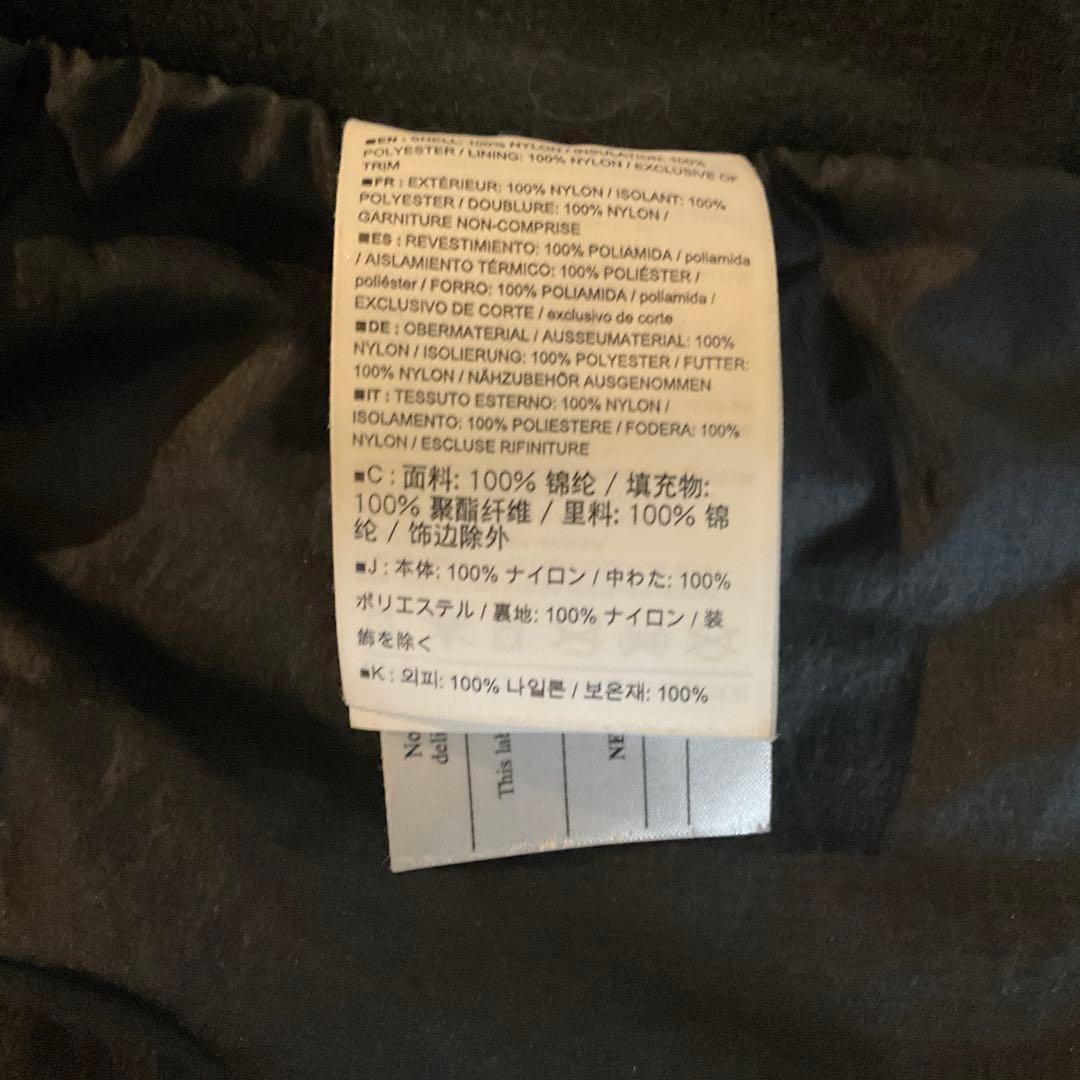 ■EN : SHELL: 100% NYLON / INSULATION: 100%
POLYESTER / LINING: 100% NYLON / EXCLUSIVE OF
TRIM
■FR : EXTÉRIEUR: 100% NYLON / ISOLANT: 100%
POLYESTER / DOUBLURE: 100% NYLON /
GARNITURE NON-COMPRISE
■ES : REVESTIMIENTO: 100% POLIAMIDA / poliamida
/ AISLAMIENTO TÉRMICO: 100% POLIÉSTER /
poliéster / FORRO: 100% POLIAMIDA / poliamida /
EXCLUSIVO DE CORTE / exclusivo de corte
■DE : OBERMATERIAL / AUSSEUMATERIAL: 100%
NYLON / ISOLIERUNG: 100% POLYESTER / FUTTER:
100% NYLON / NÄHZUBEHÖR AUSGENOMMEN
■IT : TESSUTO ESTERNO: 100% NYLON /
ISOLAMENTO: 100% POLIESTERE / FODERA: 100%
NYLON / ESCLUSE RIFINITURE
■C : 面料: 100% 锦纶 / 填充物:
100% 聚酯纤维 / 里料: 100% 锦
纶 / 饰边除外
■J : 本体: 100% ナイロン / 中わた: 100%
ポリエステル / 裏地: 100% ナイロン / 装
飾を除く
■K : 외피: 100% 나일론 / 보온재: 100%
No
deli
This lab
NE